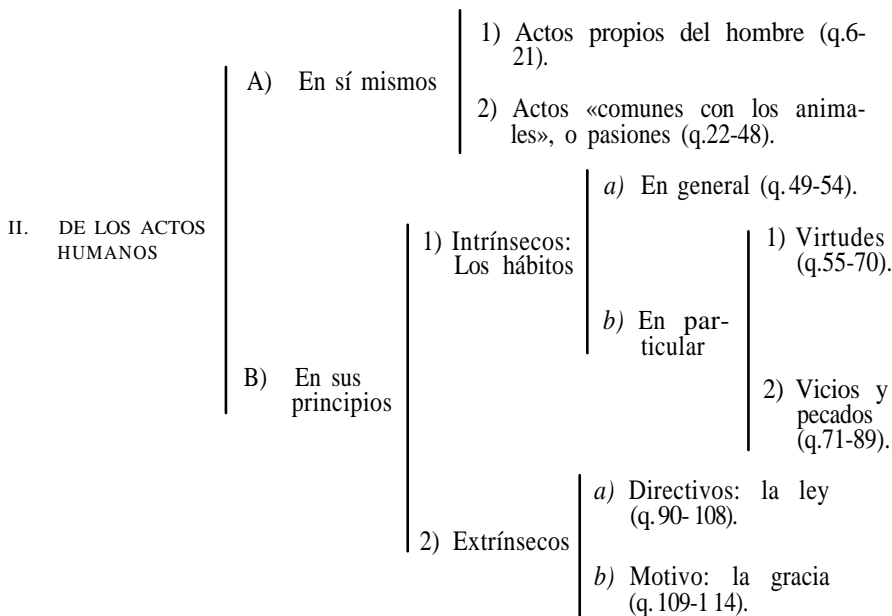 II. DE LOS ACTOS
HUMANOS
A) En sí mismos
1) Actos propios del hombre (q.6-
21).
2) Actos «comunes con los anima-
les», o pasiones (q.22-48).
B) En sus
principios
1) Intrínsecos:
Los hábitos
a) En general (q. 49-54).
b) En par-
ticular
1) Virtudes
(q.55-70).
2) Vicios y
pecados
(q.71-89).
2) Extrínsecos
a) Directivos: la ley
(q. 90- 108).
b) Motivo: la gracia
(q. 109-1 14).